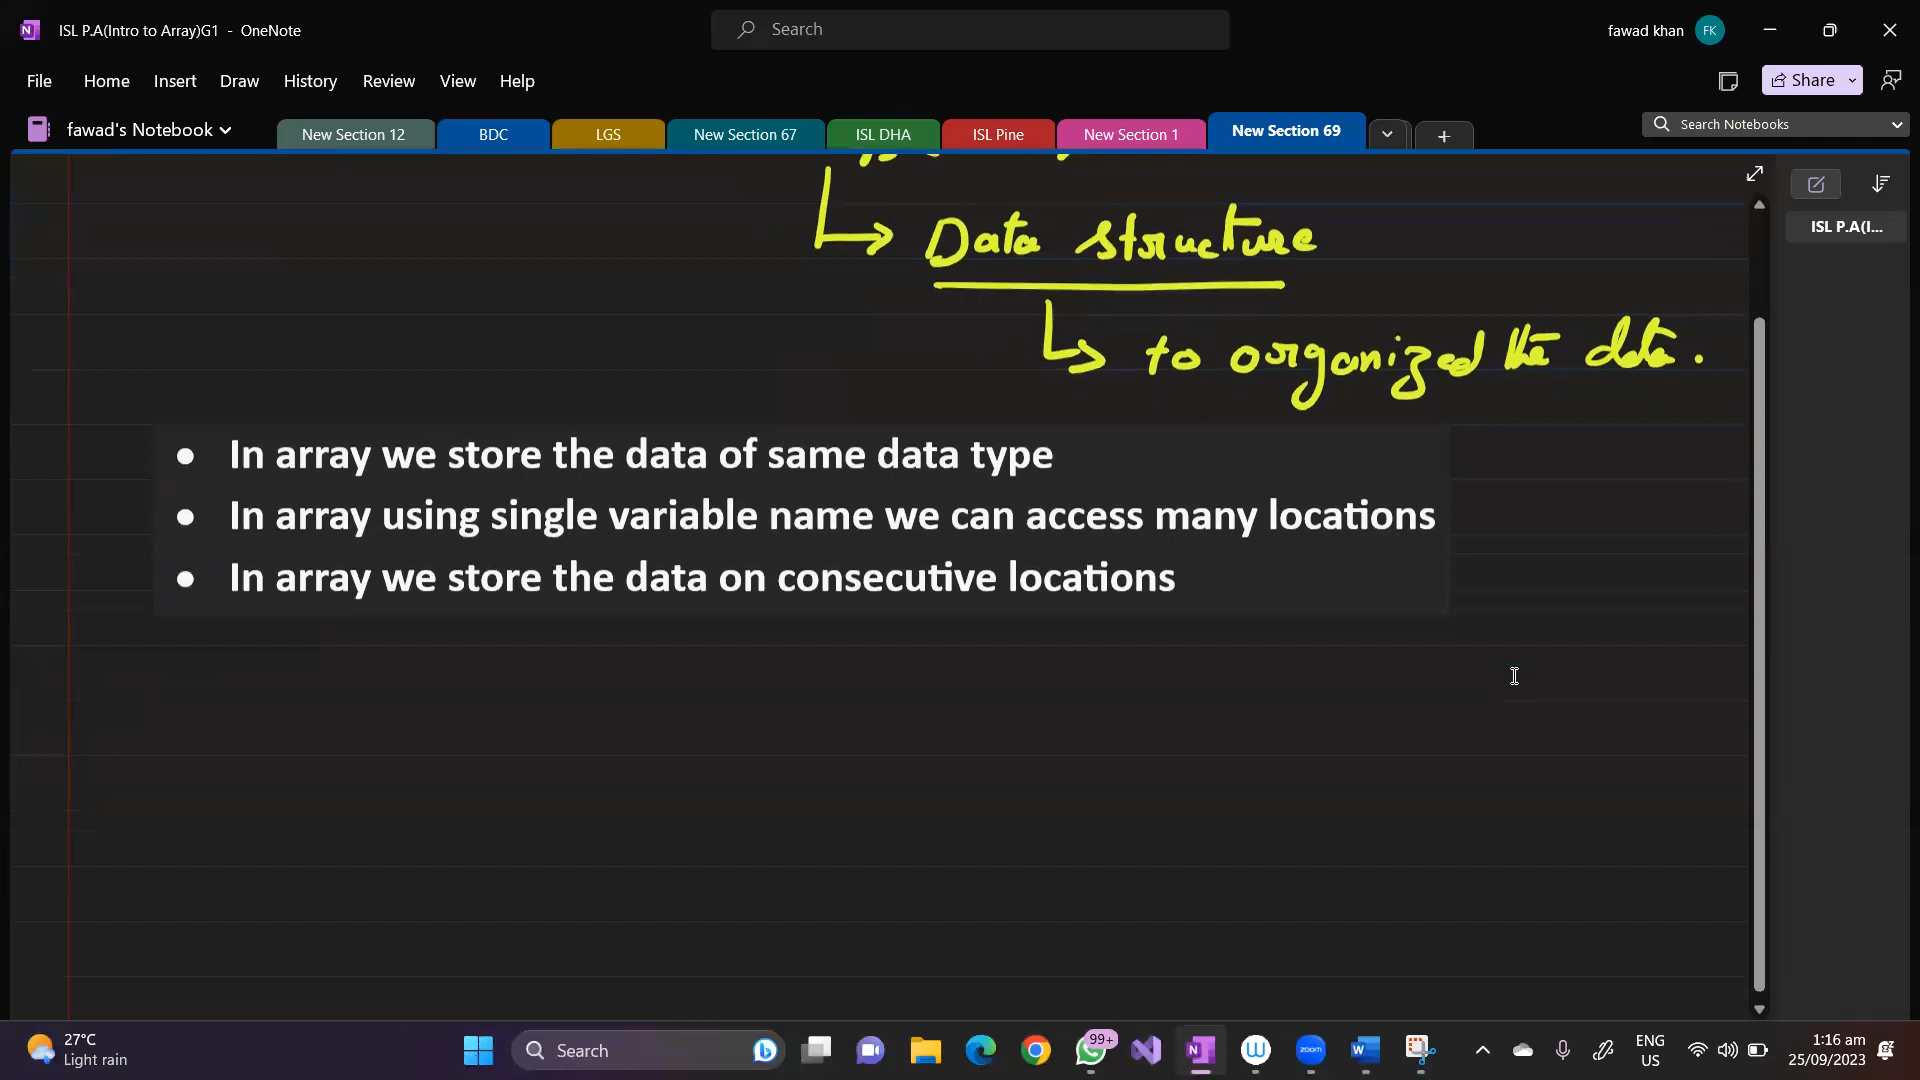 ISL P.A(Intro to Array)G1 - OneNote
Search
fawad khan
FK
File Home Insert Draw History Review View Help
Share
fawad's Notebook
New Section 12
BDC
LGS
New Section 67
ISL DHA
ISL Pine
New Section 1
New Section 69
Search Notebooks
ISL P.A(I...
Data structure
to organized the data.
• In array we store the data of same data type
• In array using single variable name we can access many locations
• In array we store the data on consecutive locations
27°C
Light rain
Search
99+
zoom
ENG
US
1:16 am
25/09/2023